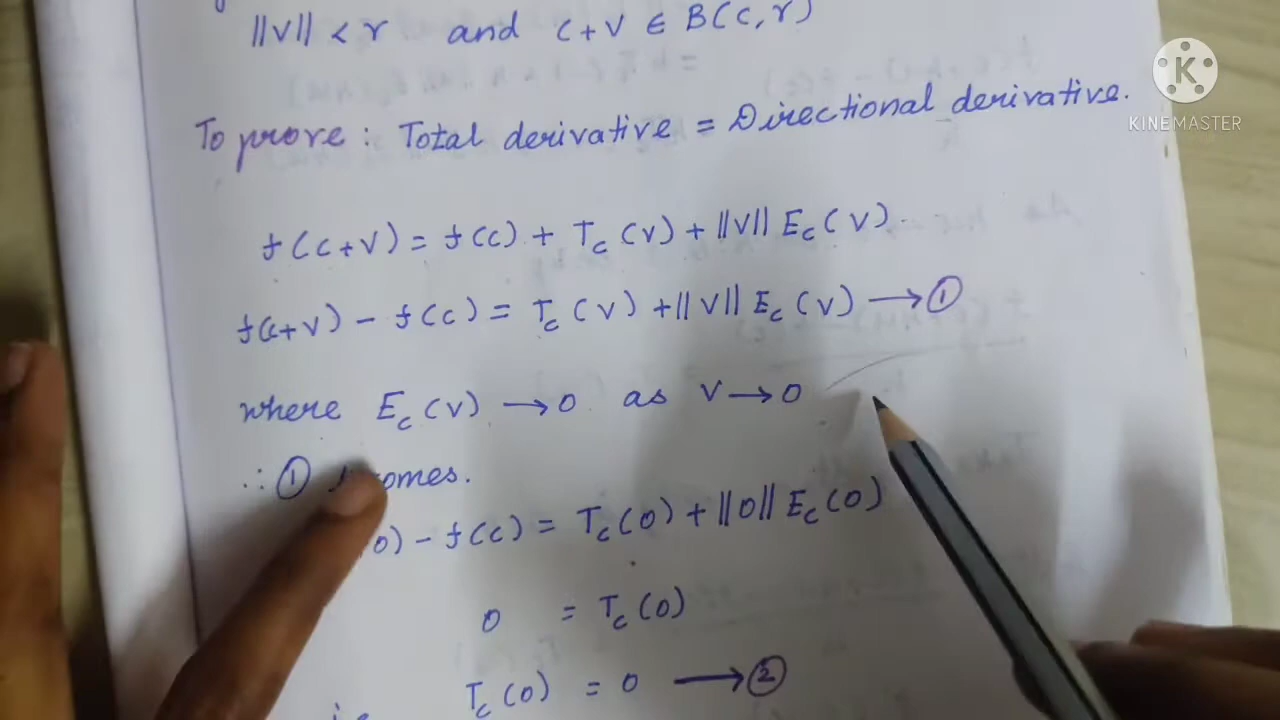 ||V|| < r and c+V ∈ B(c,r)
K
KINEMASTER
To prove : Total derivative = Directional derivative.
f(c+V) = f(c) + T_c(V) + ||V|| E_c(V).
f(c+V) - f(c) = T_c(V) + ||V|| E_c(V) → ①
where E_c(V) → 0 as V → 0
∴ ①
0) - f(c) = T_c(0) + ||0|| E_c(0)
0 = T_c(0)
T_c(0) = 0 → ②